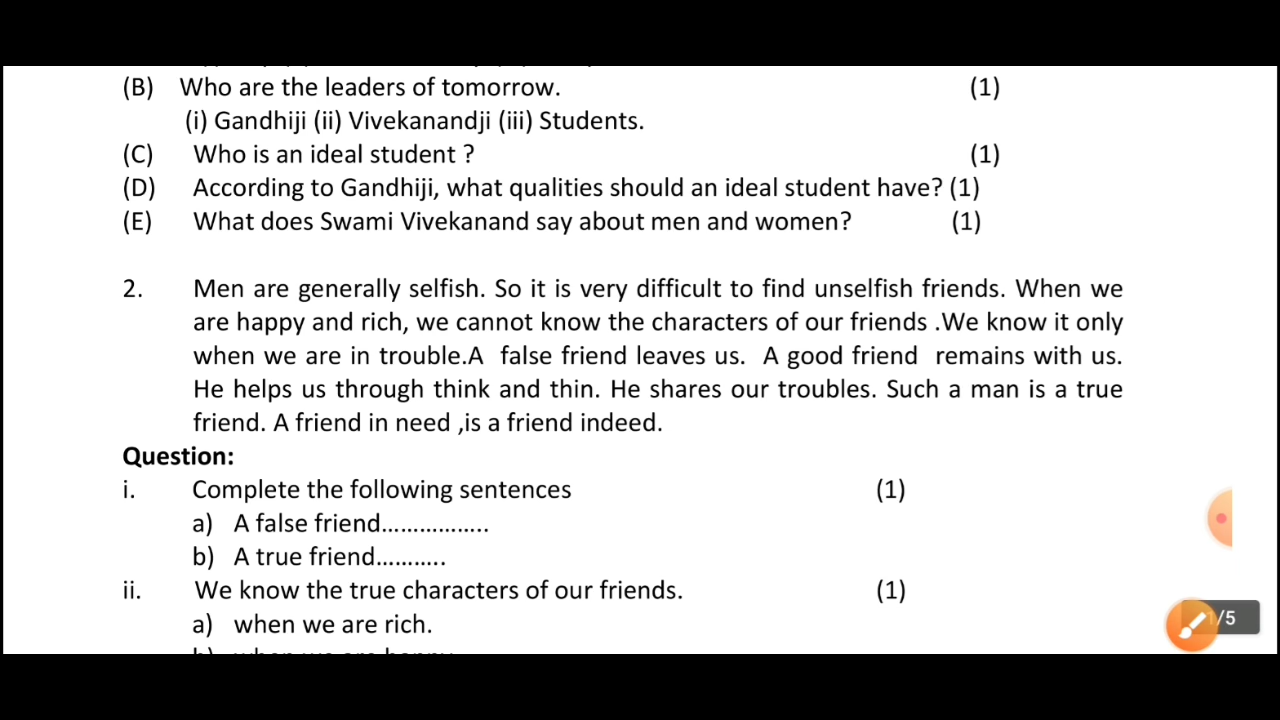 (B) Who are the leaders of tomorrow. (1)
(i) Gandhiji (ii) Vivekanandji (iii) Students.
(C) Who is an ideal student ? (1)
(D) According to Gandhiji, what qualities should an ideal student have? (1)
(E) What does Swami Vivekanand say about men and women? (1)
2. Men are generally selfish. So it is very difficult to find unselfish friends. When we
are happy and rich, we cannot know the characters of our friends .We know it only
when we are in trouble.A false friend leaves us. A good friend remains with us.
He helps us through think and thin. He shares our troubles. Such a man is a true
friend. A friend in need ,is a friend indeed.
Question:
i. Complete the following sentences (1)
a) A false friend.................
b) A true friend...........
ii. We know the true characters of our friends. (1)
a) when we are rich.
1/5